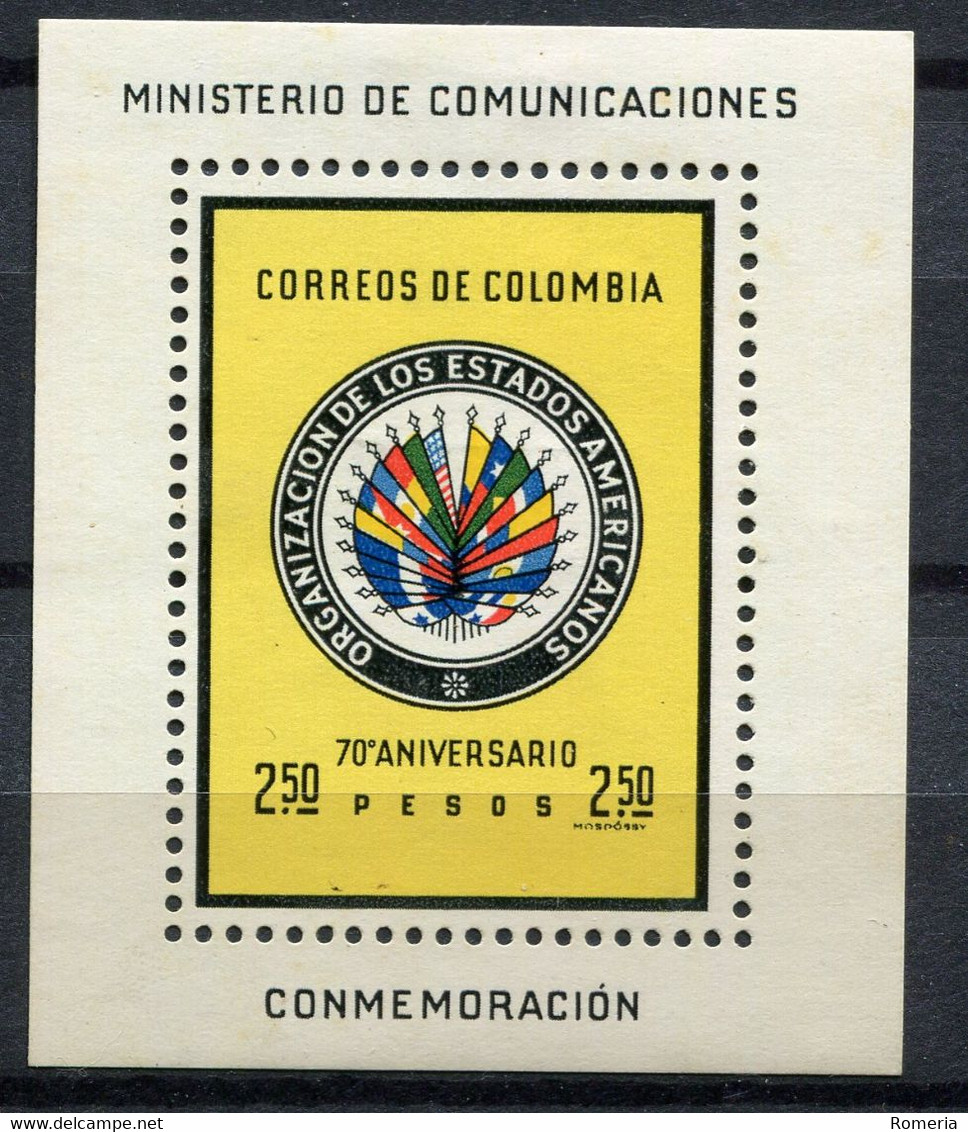 MINISTERIO DE COMUNICACIONES
CORREOS DE COLOMBIA
ORGANIZACION DE LOS ESTADOS AMERICANOS
70° ANIVERSARIO
2.50 PESOS 2.50
MOSDÓSSY
CONMEMORACIÓN
delcampe.net
Romeria